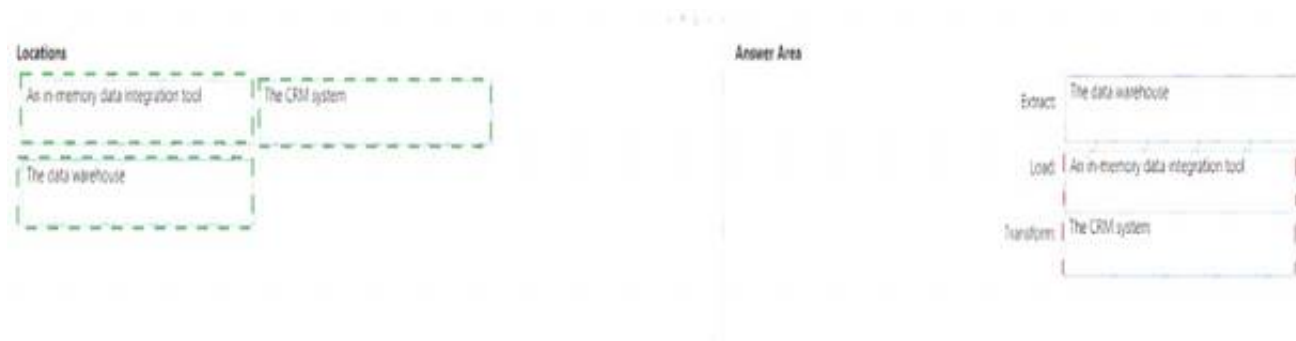 Locations
An in-memory data integration tool
The CRM system
The data warehouse
Answer Area
Extract: The data warehouse
Load: An in-memory data integration tool
Transform: The CRM system